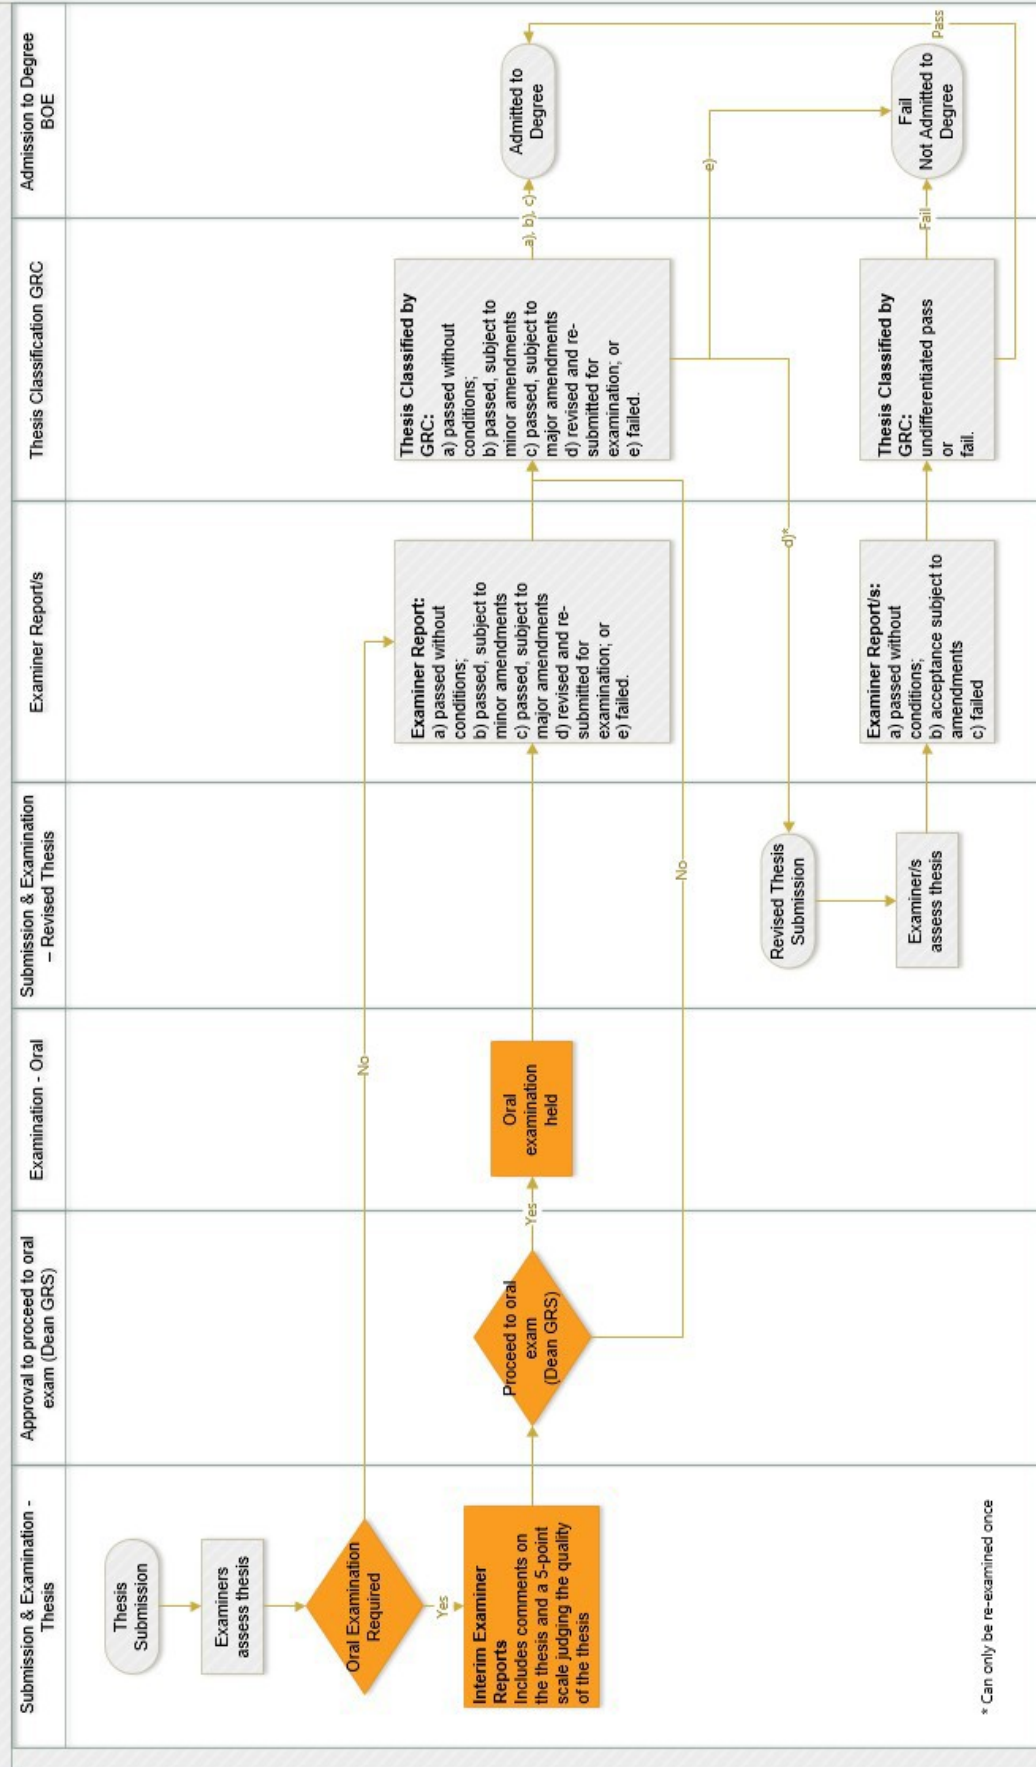 Submission & Examination -
Thesis
Approval to proceed to oral
exam (Dean GRS)
Examination - Oral
Submission & Examination
– Revised Thesis
Examiner Report/s
Thesis Classification GRC
Admission to Degree
BOE
Thesis
Submission
Examiners
assess thesis
Oral Examination
Required
No
Yes
Interim Examiner
Reports
Includes comments on
the thesis and a 5-point
scale judging the quality
of the thesis
Proceed to oral
exam
(Dean GRS)
Yes
No
Oral
examination
held
Examiner Report:
a) passed without
conditions;
b) passed, subject to
minor amendments
c) passed, subject to
major amendments
d) revised and re-
submitted for
examination; or
e) failed.
Thesis Classified by
GRC:
a) passed without
conditions;
b) passed, subject to
minor amendments
c) passed, subject to
major amendments
d) revised and re-
submitted for
examination; or
e) failed.
a), b), c)
Admitted to
Degree
e)
d)*
Revised Thesis
Submission
Examiner/s
assess thesis
Examiner Report/s:
a) passed without
conditions;
b) acceptance subject to
amendments
c) failed
Thesis Classified by
GRC:
undifferentiated pass
or
fail.
Fail
Fail
Not Admitted to
Degree
pass
* Can only be re-examined once